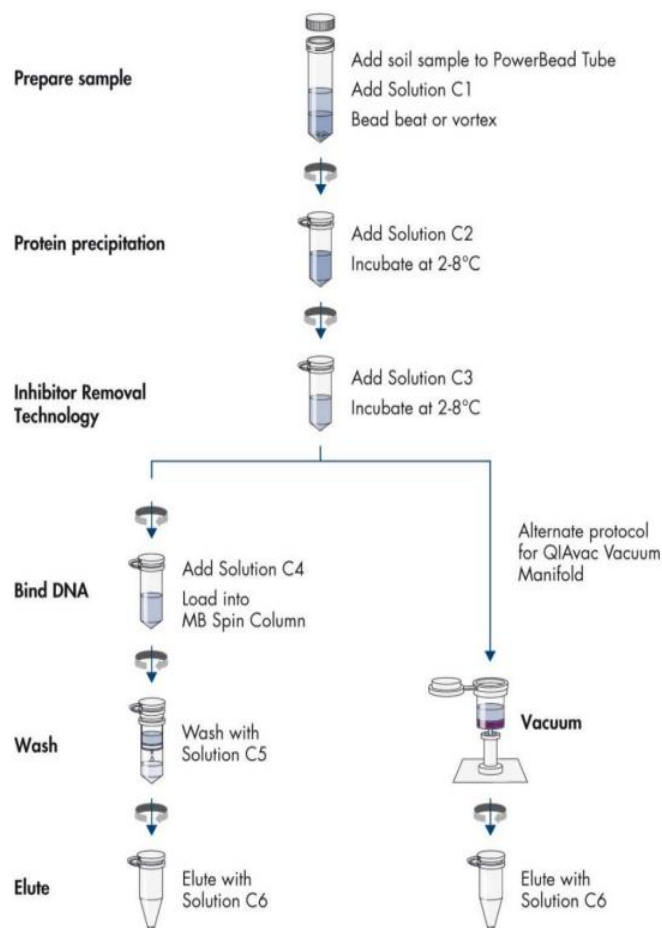 Prepare sample
Add soil sample to PowerBead Tube
Add Solution C1
Bead beat or vortex
Protein precipitation
Add Solution C2
Incubate at 2-8°C
Inhibitor Removal
Technology
Add Solution C3
Incubate at 2-8°C
Bind DNA
Add Solution C4
Load into
MB Spin Column
Alternate protocol
for QIAvac Vacuum
Manifold
Wash
Wash with
Solution C5
Vacuum
Elute
Elute with
Solution C6
Elute with
Solution C6